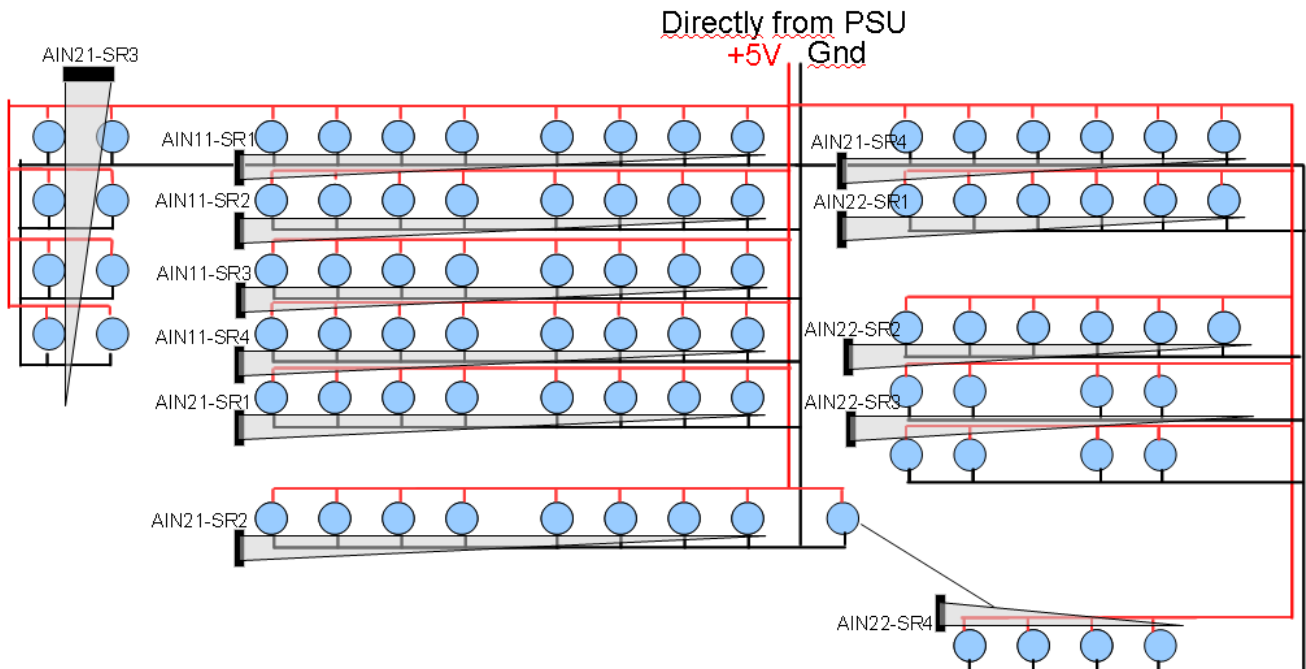 Directly from PSU
+5V Gnd
AIN21-SR3
AIN11-SR1
AIN21-SR4
AIN11-SR2
AIN22-SR1
AIN11-SR3
AIN11-SR4
AIN22-SR2
AIN21-SR1
AIN22-SR3
AIN21-SR2
AIN22-SR4